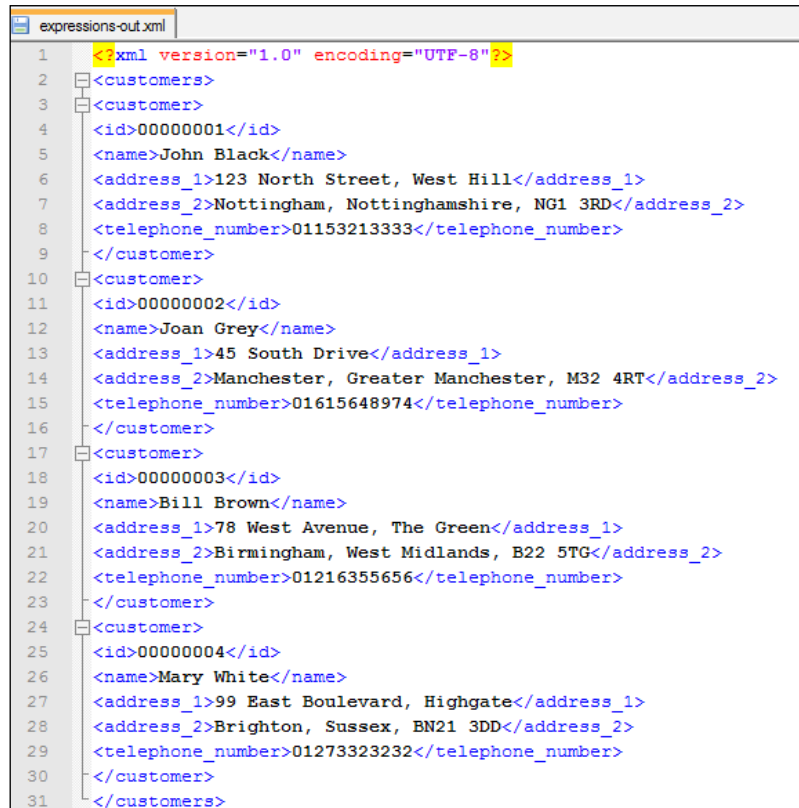 expressions-out.xml
1 <?xml version="1.0" encoding="UTF-8"?>
2 <customers>
3 <customer>
4 <id>00000001</id>
5 <name>John Black</name>
6 <address_1>123 North Street, West Hill</address_1>
7 <address_2>Nottingham, Nottinghamshire, NG1 3RD</address_2>
8 <telephone_number>01153213333</telephone_number>
9 </customer>
10 <customer>
11 <id>00000002</id>
12 <name>Joan Grey</name>
13 <address_1>45 South Drive</address_1>
14 <address_2>Manchester, Greater Manchester, M32 4RT</address_2>
15 <telephone_number>01615648974</telephone_number>
16 </customer>
17 <customer>
18 <id>00000003</id>
19 <name>Bill Brown</name>
20 <address_1>78 West Avenue, The Green</address_1>
21 <address_2>Birmingham, West Midlands, B22 5TG</address_2>
22 <telephone_number>01216355656</telephone_number>
23 </customer>
24 <customer>
25 <id>00000004</id>
26 <name>Mary White</name>
27 <address_1>99 East Boulevard, Highgate</address_1>
28 <address_2>Brighton, Sussex, BN21 3DD</address_2>
29 <telephone_number>01273323232</telephone_number>
30 </customer>
31 </customers>